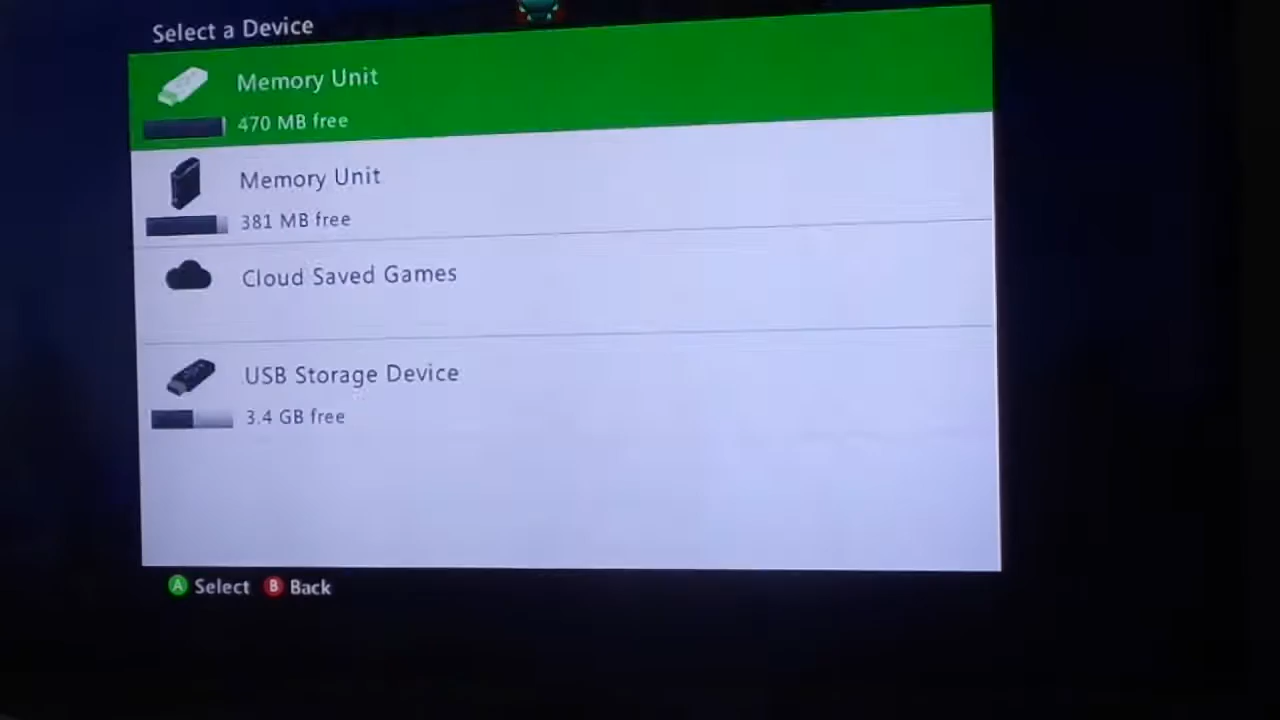 Select a Device
Memory Unit
470 MB free
Memory Unit
381 MB free
Cloud Saved Games
USB Storage Device
3.4 GB free
A Select B Back